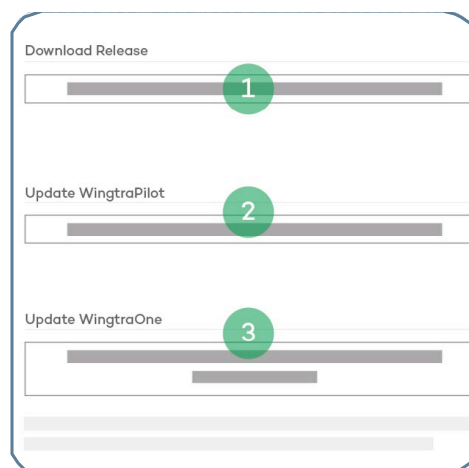 Download Release
1
Update WingtraPilot
2
Update WingtraOne
3